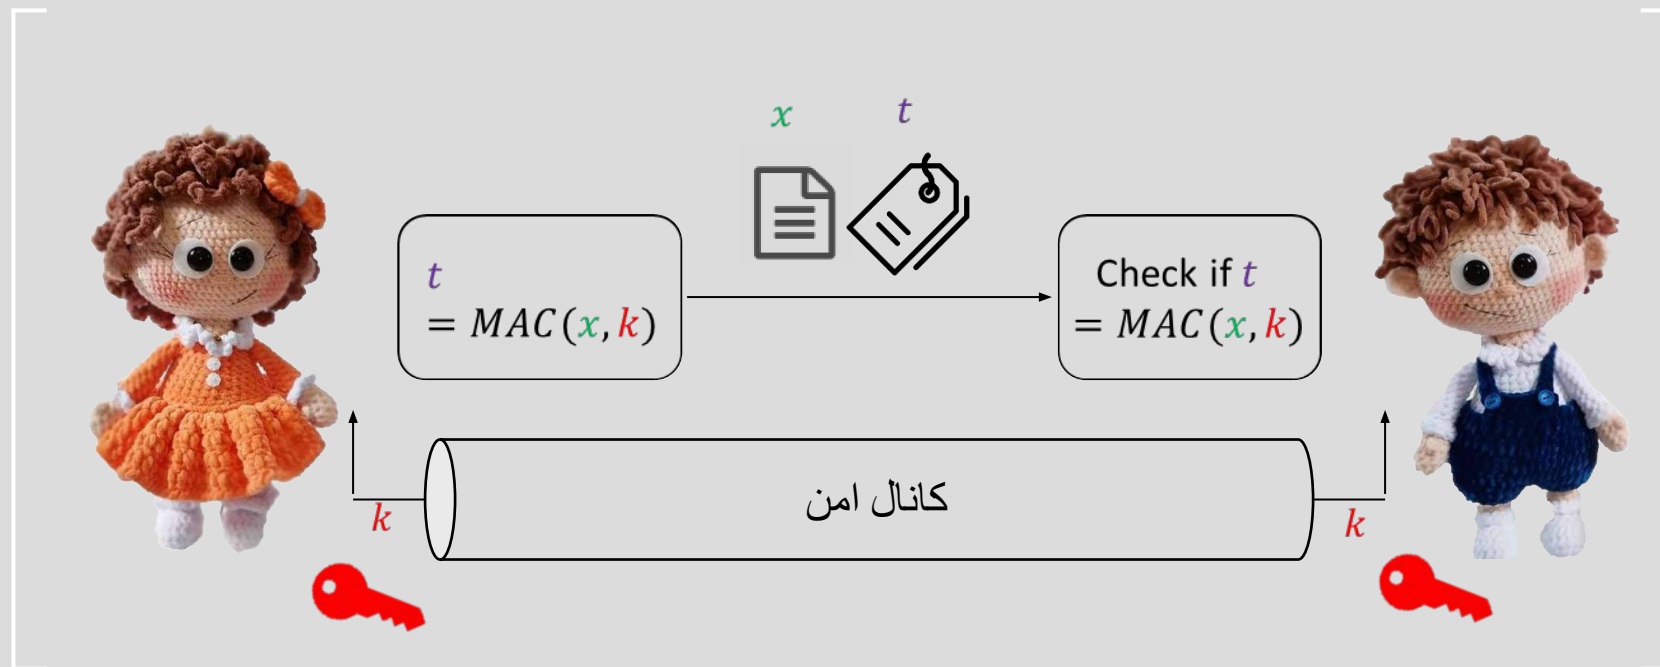 x
t
t
= MAC(x, k)
Check if t
= MAC(x, k)
کانال امن
k
k